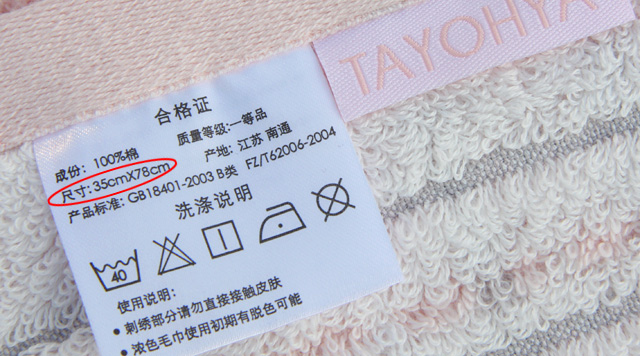 TAYOHYA
合格证
成份：100%棉
质量等级:一等品
尺寸:35cmX78cm
产地: 江苏 南通
产品标准: GB18401-2003 B类 FZ/T62006-2004
洗涤说明
40
使用说明：
• 刺绣部分请勿直接接触皮肤
• 浓色毛巾使用初期有脱色可能